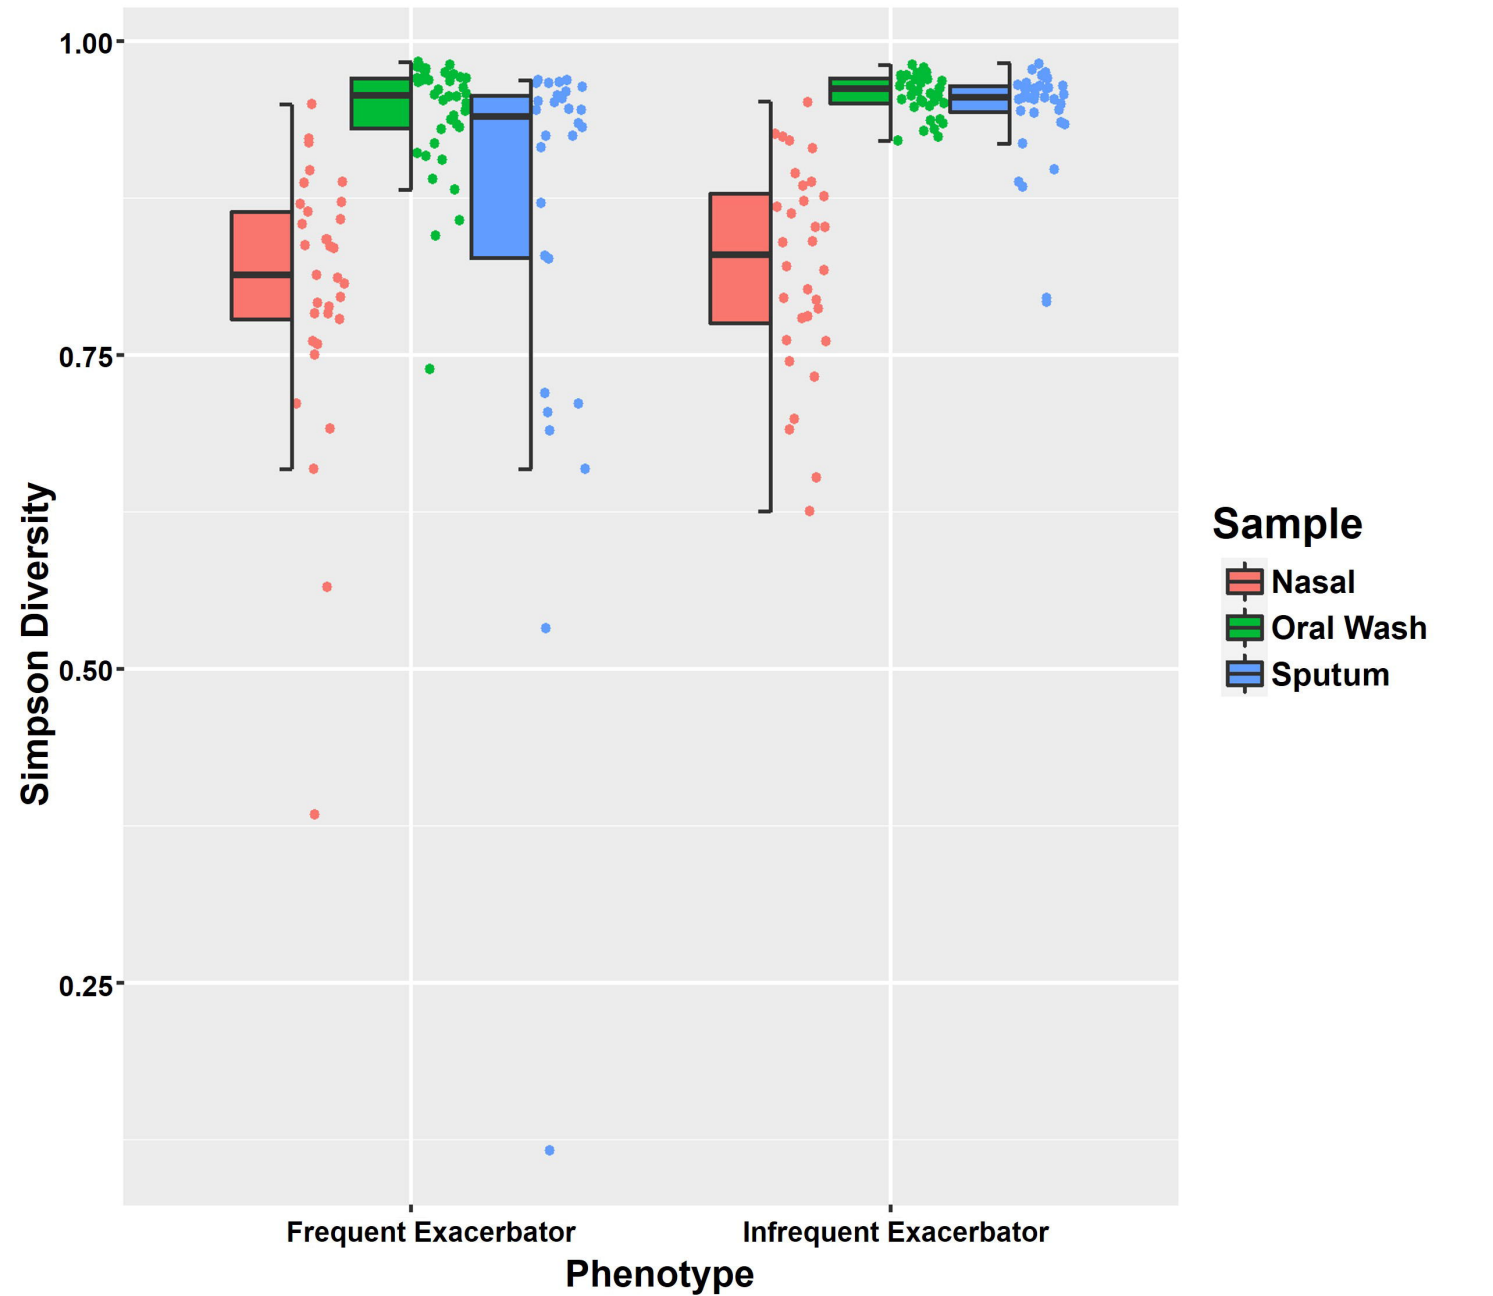 1.00
0.75
0.50
0.25
Simpson Diversity
Frequent Exacerbator
Infrequent Exacerbator
Phenotype
Sample
Nasal
Oral Wash
Sputum